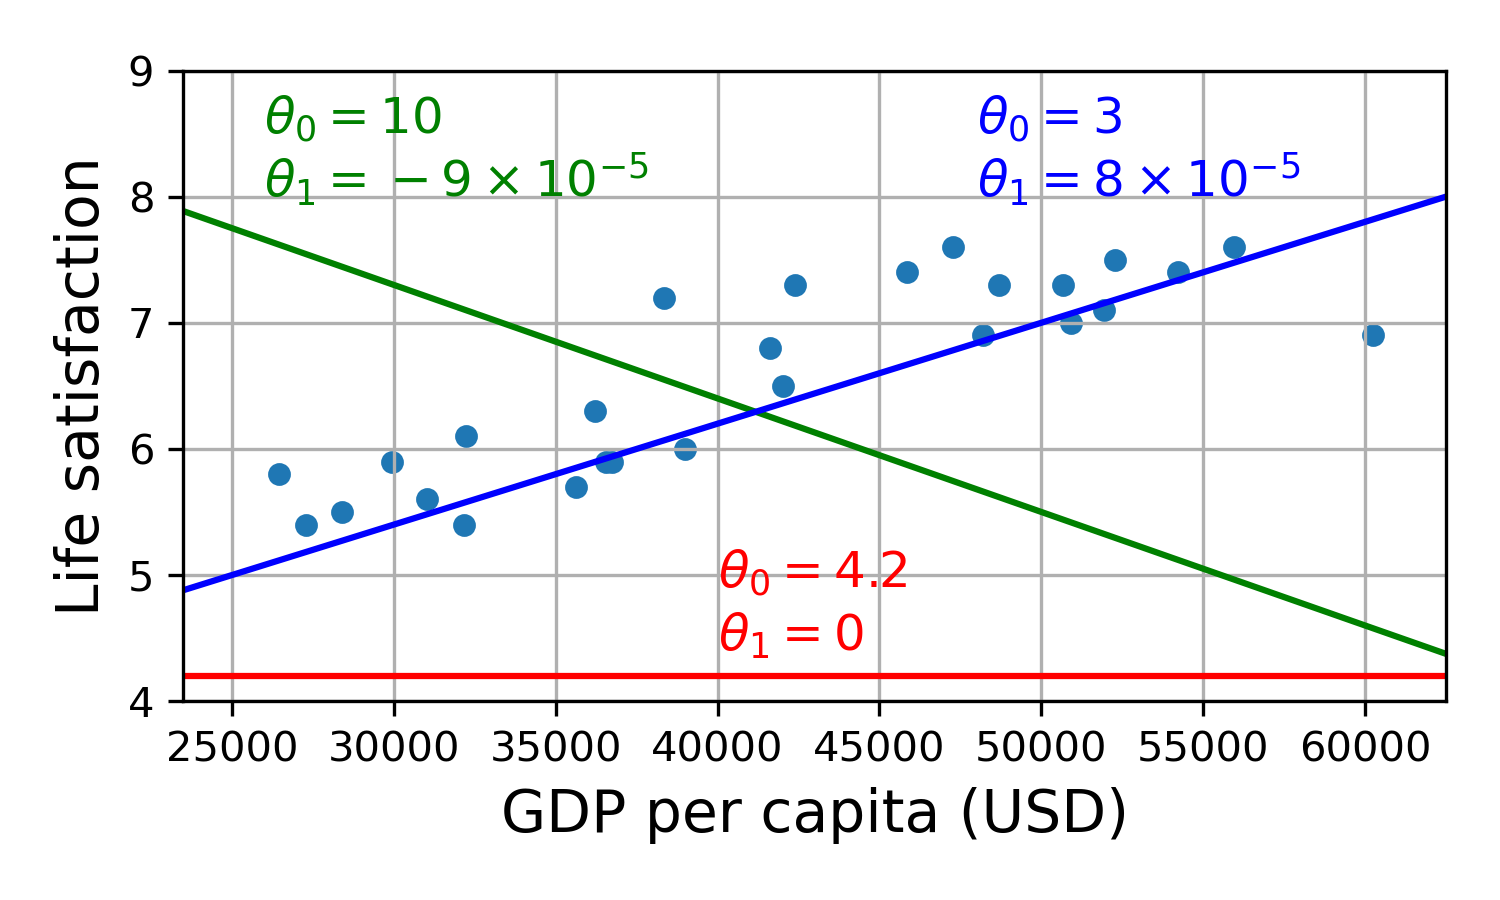 9
θ₀ = 10
θ₁ = −9 × 10⁻⁵
θ₀ = 3
θ₁ = 8 × 10⁻⁵
8
7
6
5
4
θ₀ = 4.2
θ₁ = 0
Life satisfaction
25000 30000 35000 40000 45000 50000 55000 60000
GDP per capita (USD)